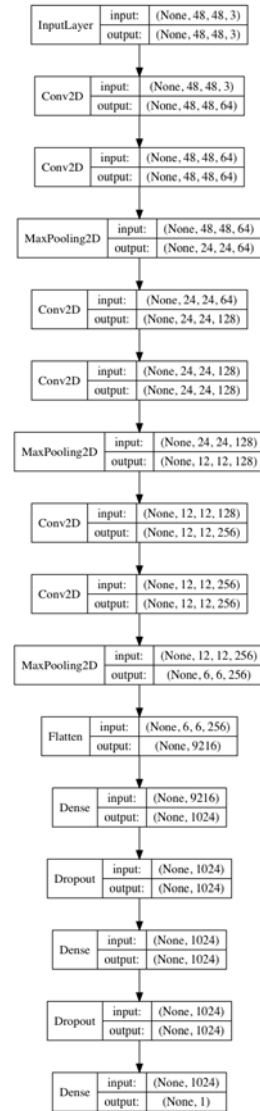 InputLayer input: (None, 48, 48, 3)
output: (None, 48, 48, 3)
Conv2D input: (None, 48, 48, 3)
output: (None, 48, 48, 64)
Conv2D input: (None, 48, 48, 64)
output: (None, 48, 48, 64)
MaxPooling2D input: (None, 48, 48, 64)
output: (None, 24, 24, 64)
Conv2D input: (None, 24, 24, 64)
output: (None, 24, 24, 128)
Conv2D input: (None, 24, 24, 128)
output: (None, 24, 24, 128)
MaxPooling2D input: (None, 24, 24, 128)
output: (None, 12, 12, 128)
Conv2D input: (None, 12, 12, 128)
output: (None, 12, 12, 256)
Conv2D input: (None, 12, 12, 256)
output: (None, 12, 12, 256)
MaxPooling2D input: (None, 12, 12, 256)
output: (None, 6, 6, 256)
Flatten input: (None, 6, 6, 256)
output: (None, 9216)
Dense input: (None, 9216)
output: (None, 1024)
Dropout input: (None, 1024)
output: (None, 1024)
Dense input: (None, 1024)
output: (None, 1024)
Dropout input: (None, 1024)
output: (None, 1024)
Dense input: (None, 1024)
output: (None, 1)